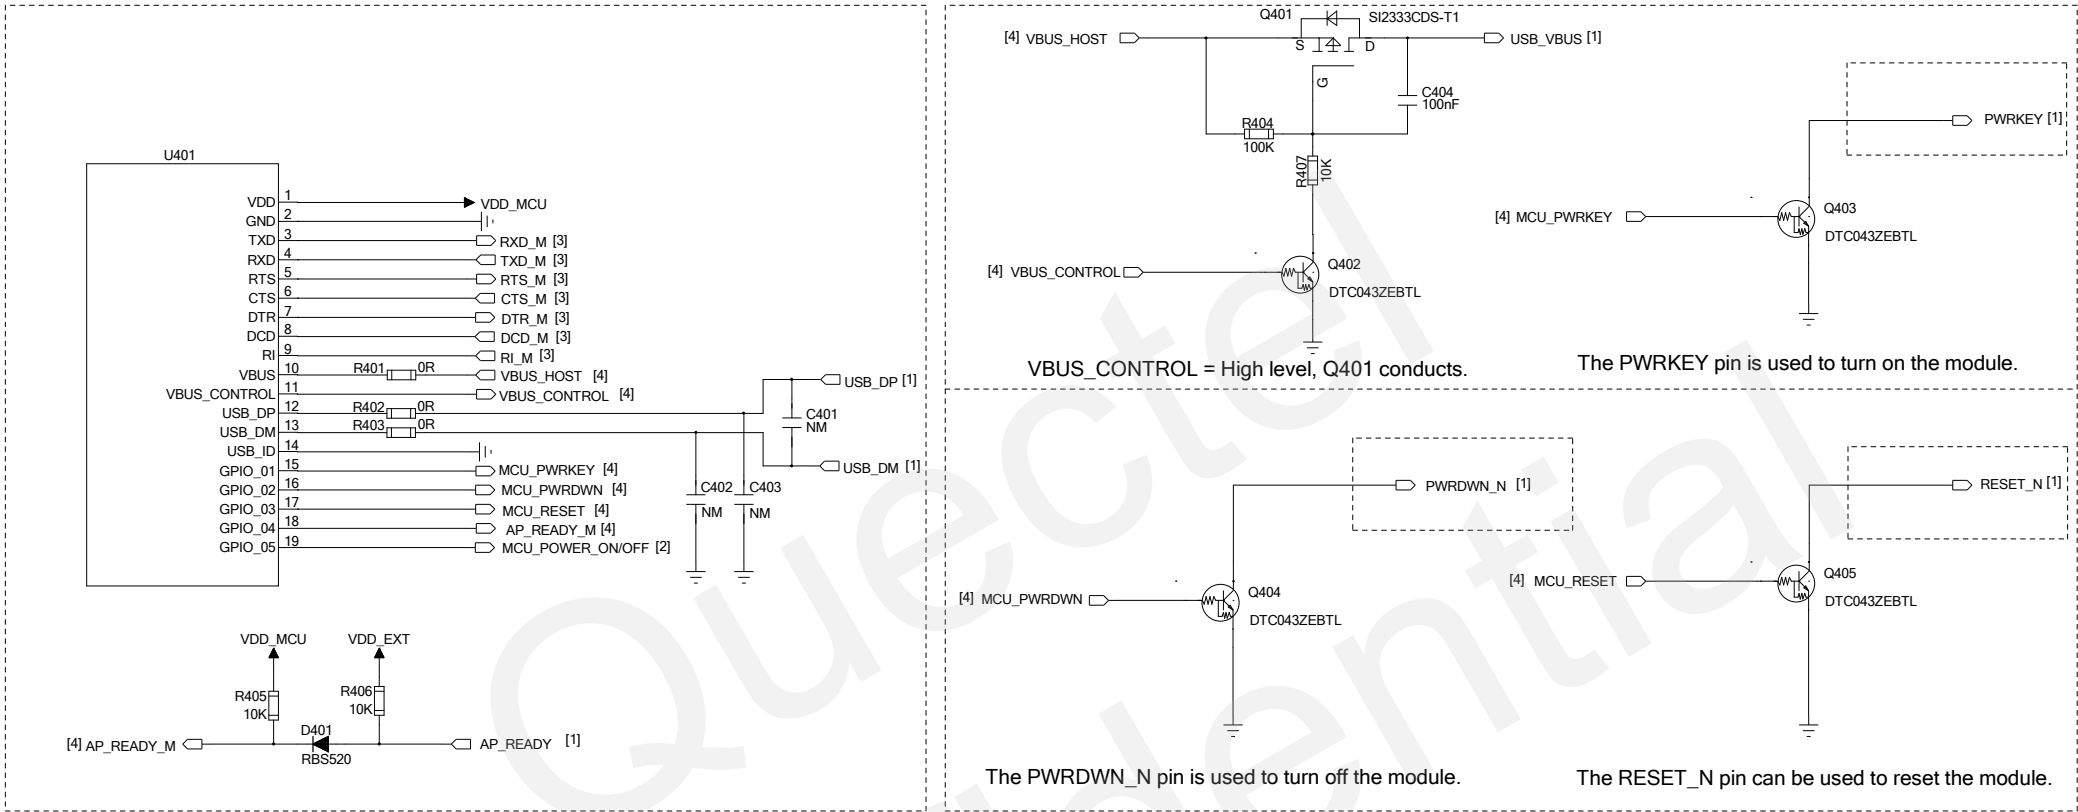 U401
VDD 1 VDD_MCU
GND 2
TXD 3 RXD_M [3]
RXD 4 TXD_M [3]
RTS 5 RTS_M [3]
CTS 6 CTS_M [3]
DTR 7 DTR_M [3]
DCD 8 DCD_M [3]
RI 9 RI_M [3]
VBUS 10 R401 0R VBUS_HOST [4]
VBUS_CONTROL 11 VBUS_CONTROL [4]
USB_DP 12 R402 0R
USB_DM 13 R403 0R
USB_ID 14
GPIO_01 15 MCU_PWRKEY [4]
GPIO_02 16 MCU_PWRDWN [4]
GPIO_03 17 MCU_RESET [4]
GPIO_04 18 AP_READY_M [4]
GPIO_05 19 MCU_POWER_ON/OFF [2]
USB_DP [1]
C401
NM
USB_DM [1]
C402
NM
C403
NM
VDD_MCU
VDD_EXT
R405
10K
R406
10K
D401
RBS520
[4] AP_READY_M
AP_READY [1]
Q401
SI2333CDS-T1
[4] VBUS_HOST
S
D
G
USB_VBUS [1]
C404
100nF
R404
100K
R407
10K
[4] VBUS_CONTROL
Q402
DTC043ZEBTL
VBUS_CONTROL = High level, Q401 conducts.
PWRKEY [1]
[4] MCU_PWRKEY
Q403
DTC043ZEBTL
The PWRKEY pin is used to turn on the module.
PWRDWN_N [1]
[4] MCU_PWRDWN
Q404
DTC043ZEBTL
The PWRDWN_N pin is used to turn off the module.
RESET_N [1]
[4] MCU_RESET
Q405
DTC043ZEBTL
The RESET_N pin can be used to reset the module.
Quectel